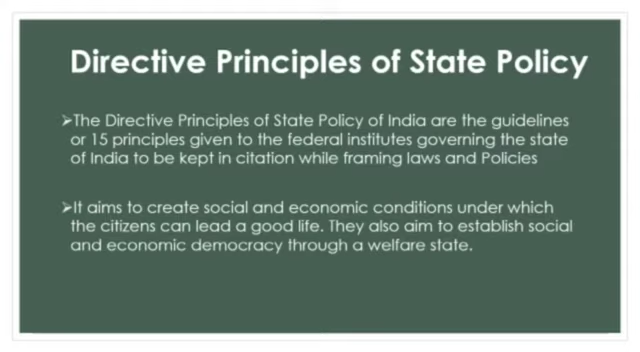 Directive Principles of State Policy
➢The Directive Principles of State Policy of India are the guidelines
or 15 principles given to the federal institutes governing the state
of India to be kept in citation while framing laws and Policies
➢It aims to create social and economic conditions under which
the citizens can lead a good life. They also aim to establish social
and economic democracy through a welfare state.